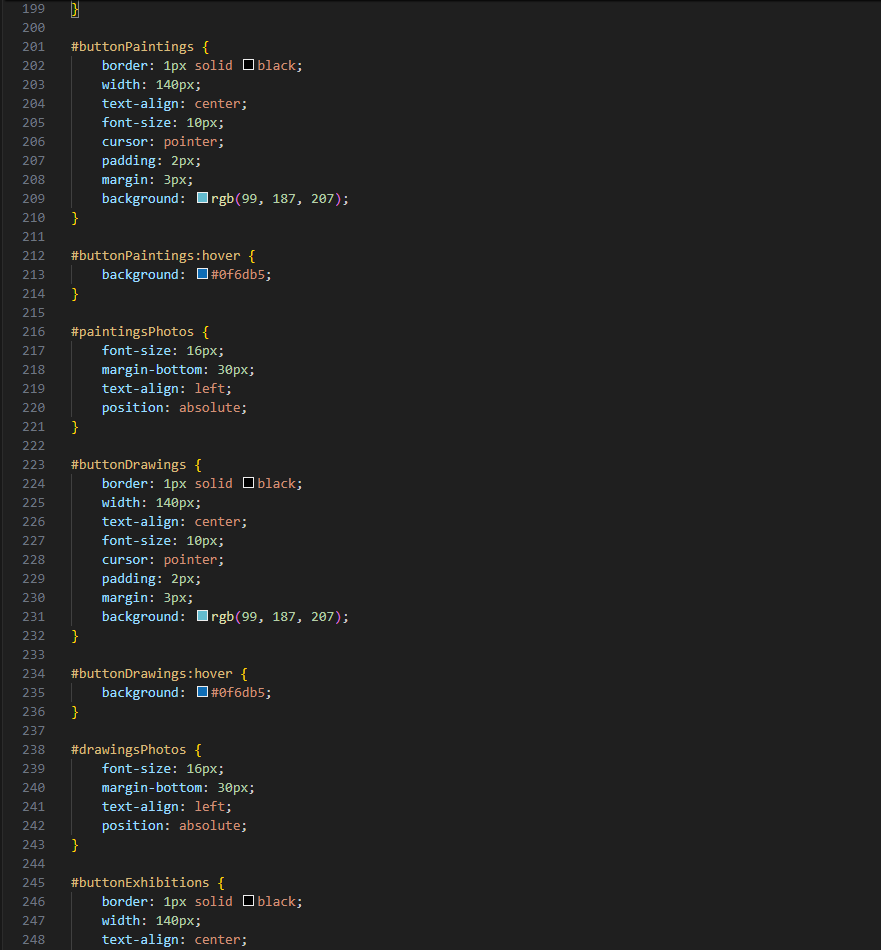 199 }
200
201 #buttonPaintings {
202     border: 1px solid black;
203     width: 140px;
204     text-align: center;
205     font-size: 10px;
206     cursor: pointer;
207     padding: 2px;
208     margin: 3px;
209     background: rgb(99, 187, 207);
210 }
211
212 #buttonPaintings:hover {
213     background: #0f6db5;
214 }
215
216 #paintingsPhotos {
217     font-size: 16px;
218     margin-bottom: 30px;
219     text-align: left;
220     position: absolute;
221 }
222
223 #buttonDrawings {
224     border: 1px solid black;
225     width: 140px;
226     text-align: center;
227     font-size: 10px;
228     cursor: pointer;
229     padding: 2px;
230     margin: 3px;
231     background: rgb(99, 187, 207);
232 }
233
234 #buttonDrawings:hover {
235     background: #0f6db5;
236 }
237
238 #drawingsPhotos {
239     font-size: 16px;
240     margin-bottom: 30px;
241     text-align: left;
242     position: absolute;
243 }
244
245 #buttonExhibitions {
246     border: 1px solid black;
247     width: 140px;
248     text-align: center;